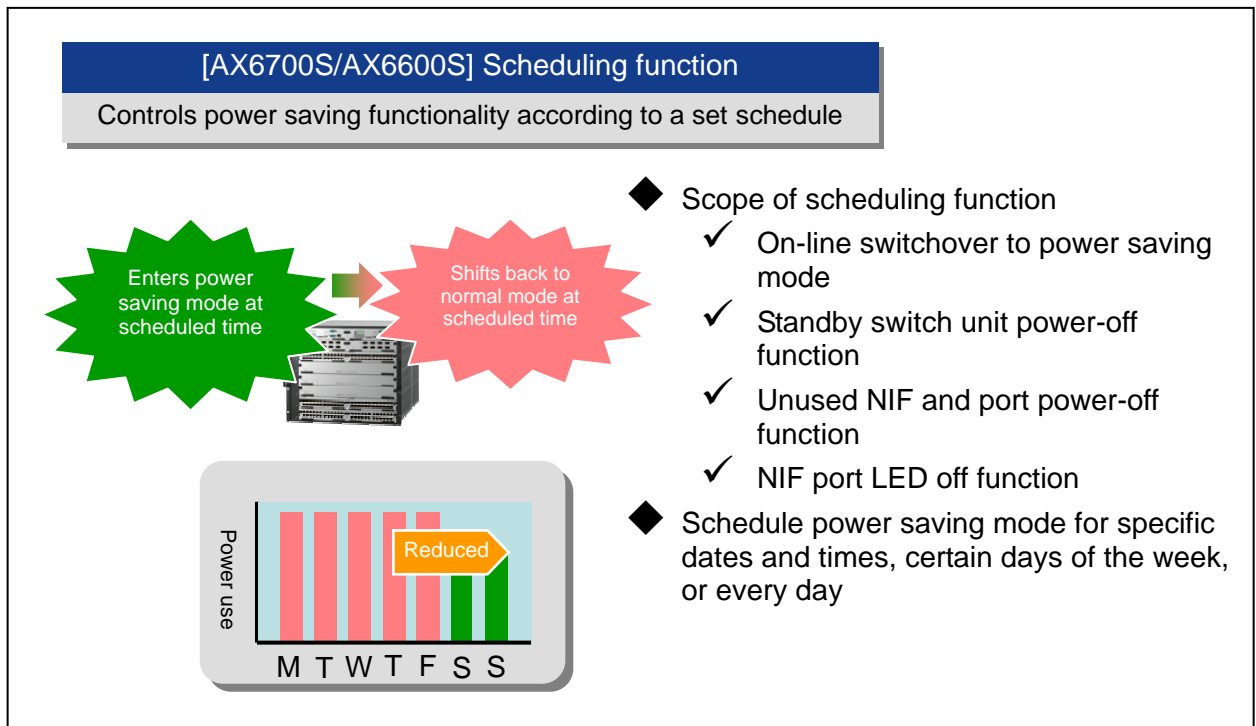 [AX6700S/AX6600S] Scheduling function
Controls power saving functionality according to a set schedule
Enters power
saving mode at
scheduled time
Shifts back to
normal mode at
scheduled time
Scope of scheduling function
On-line switchover to power saving
mode
Standby switch unit power-off
function
Unused NIF and port power-off
function
NIF port LED off function
Schedule power saving mode for specific
dates and times, certain days of the week,
or every day
Power use
Reduced
M T W T F S S